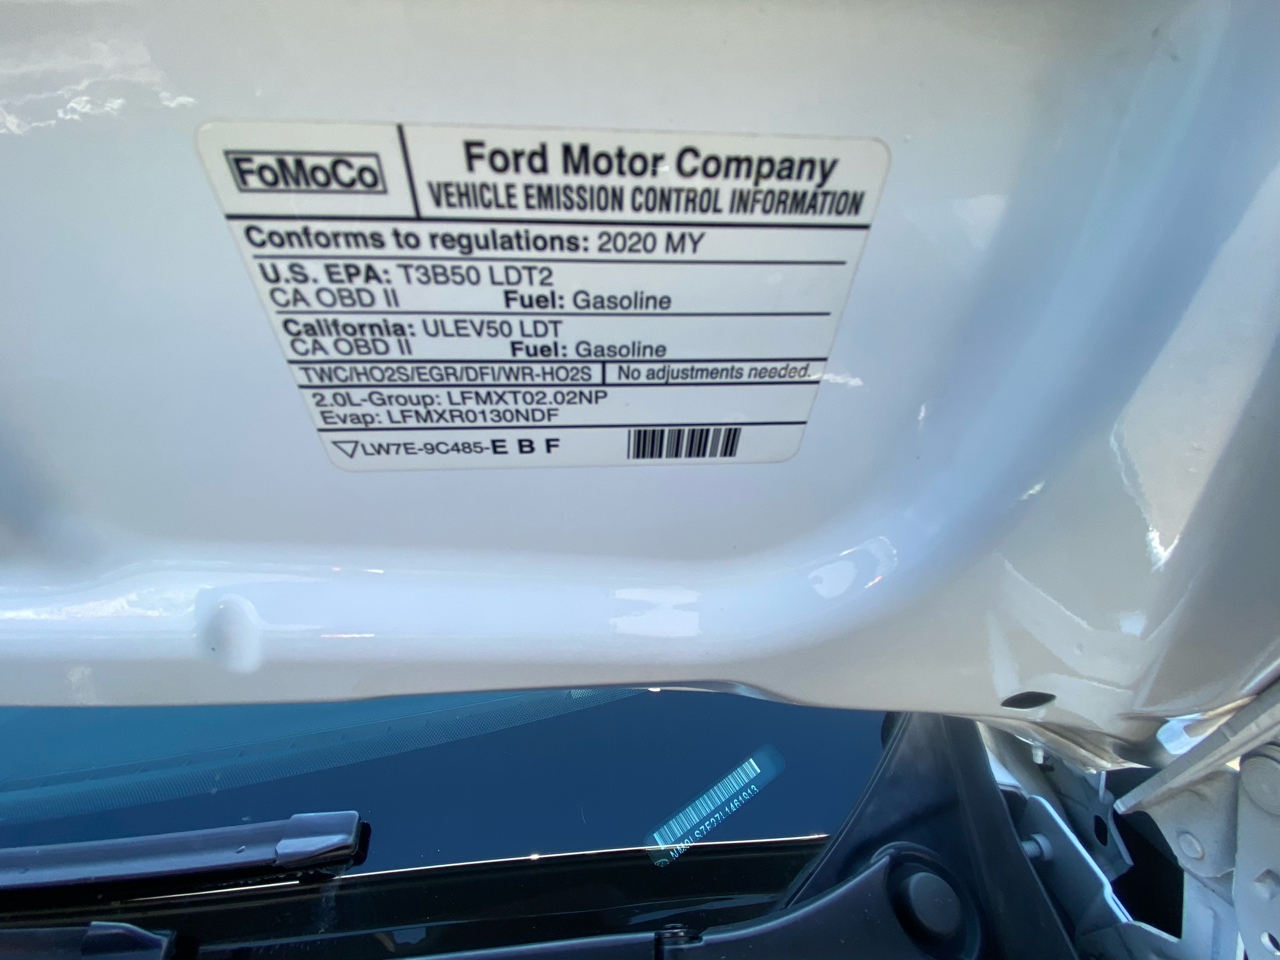 FoMoCo
Ford Motor Company
VEHICLE EMISSION CONTROL INFORMATION
Conforms to regulations: 2020 MY
U.S. EPA: T3B50 LDT2
CA OBD II Fuel: Gasoline
California: ULEV50 LDT
CA OBD II Fuel: Gasoline
TWC/HO2S/EGR/DFI/WR-HO2S No adjustments needed.
2.0L-Group: LFMXT02.02NP
Evap: LFMXR0130NDF
LW7E-9C485-E B F